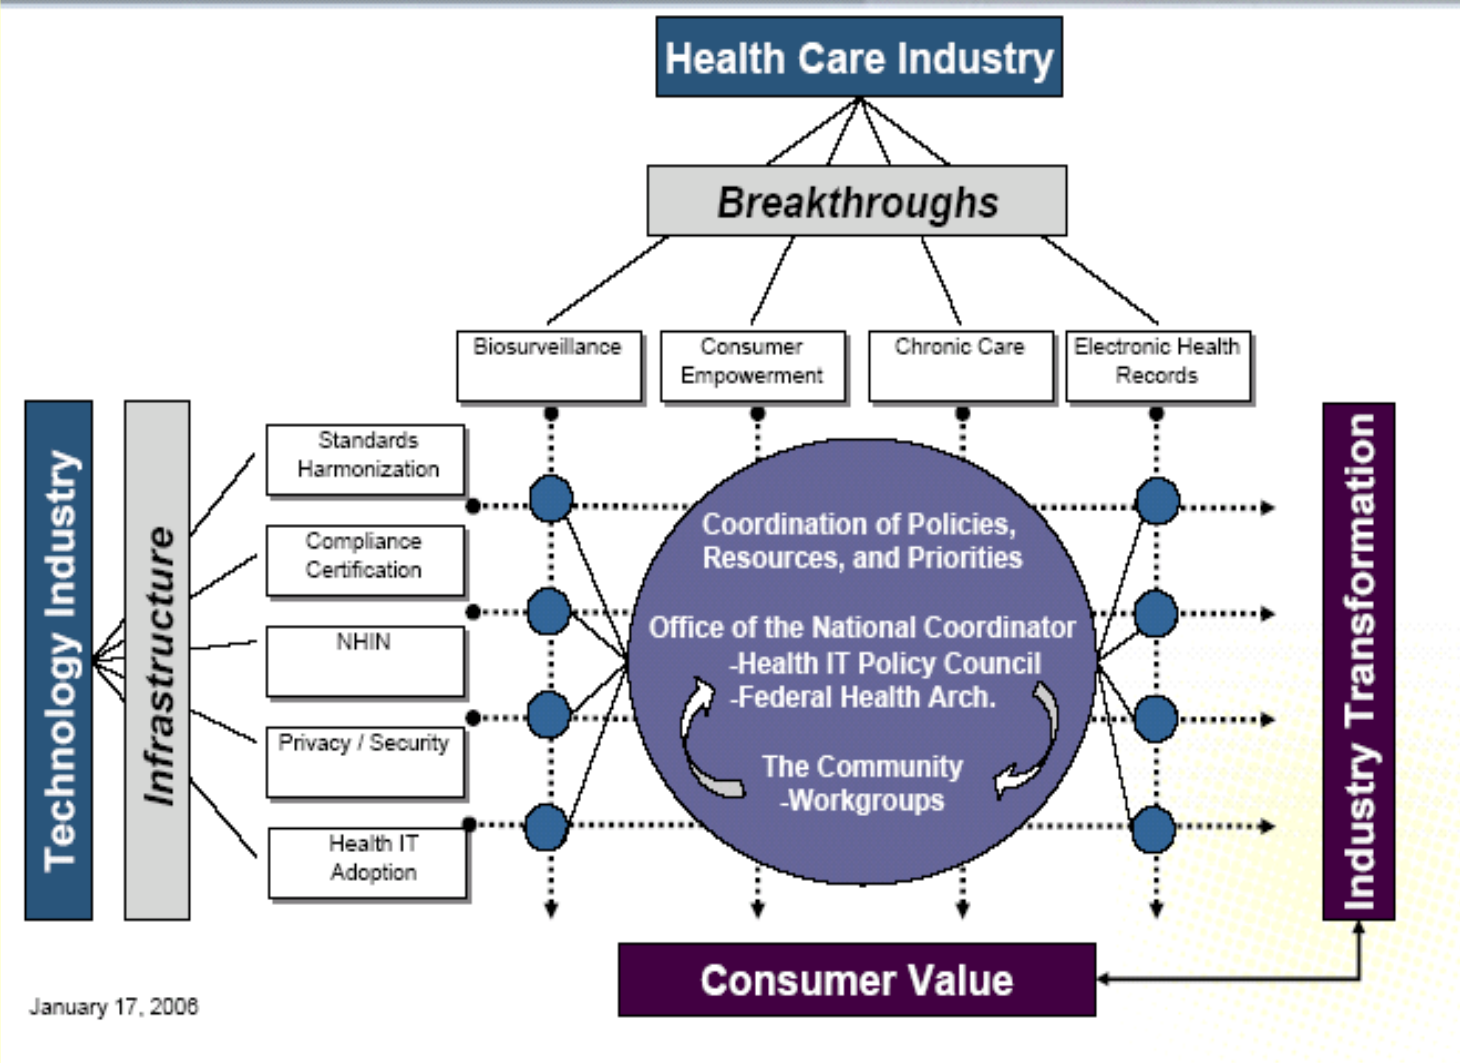 Health Care Industry
Breakthroughs
Biosurveillance
Consumer
Empowerment
Chronic Care
Electronic Health
Records
Technology Industry
Infrastructure
Standards
Harmonization
Compliance
Certification
NHIN
Privacy / Security
Health IT
Adoption
Coordination of Policies,
Resources, and Priorities
Office of the National Coordinator
-Health IT Policy Council
-Federal Health Arch.
The Community
-Workgroups
Industry Transformation
Consumer Value
January 17, 2006